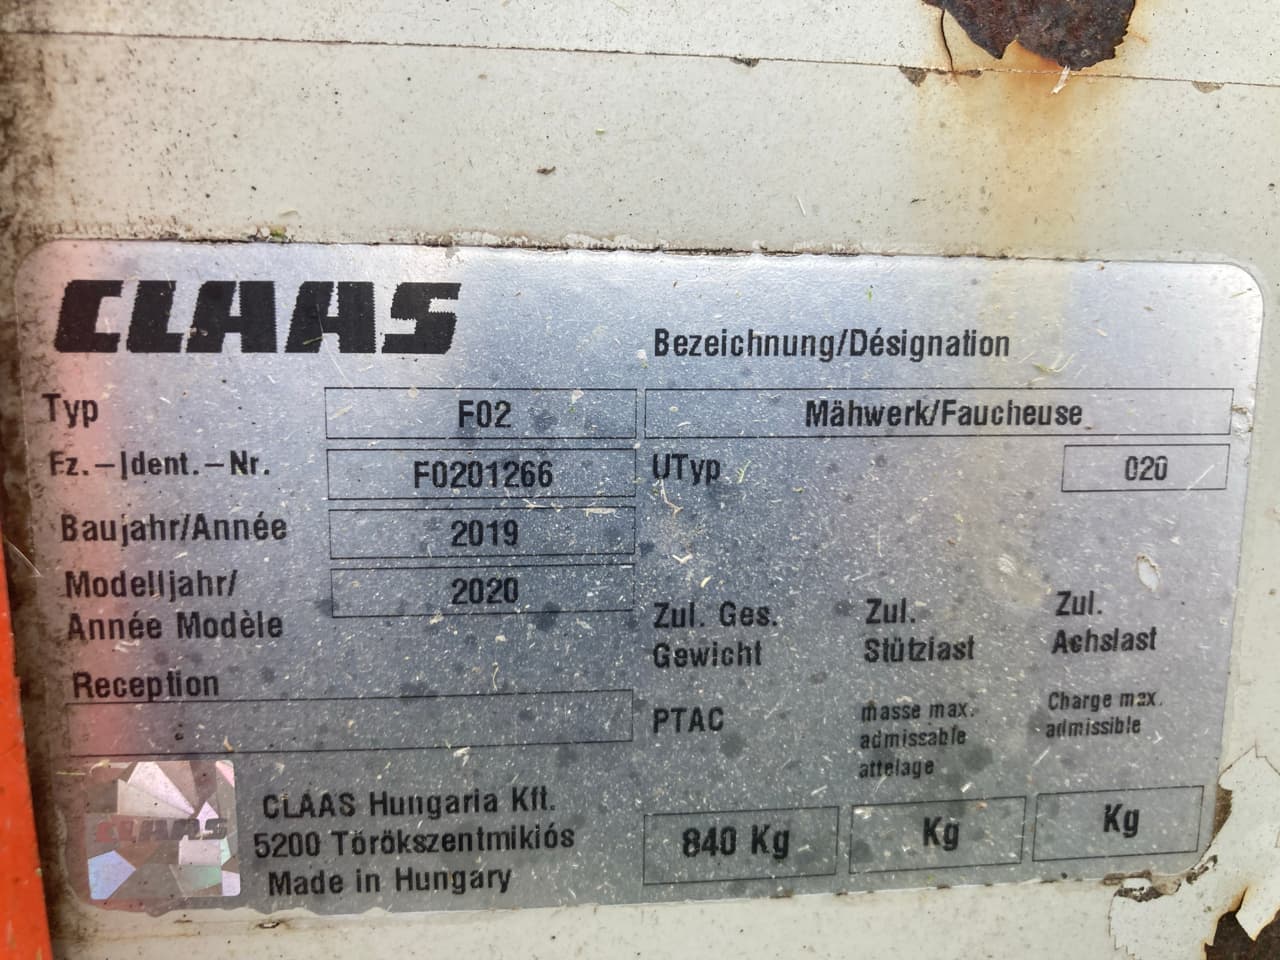 CLAAS
Bezeichnung/Désignation
Typ F02 Mähwerk/Faucheuse
Fz.-Ident.-Nr. F0201266 UTyp 020
Baujahr/Année 2019
Modelljahr/ 2020
Année Modèle
Reception
Zul. Ges. Zul. Zul.
Gewicht Stützlast Achslast
PTAC masse max. Charge max.
admissable admissible
attelage
840 Kg Kg Kg
CLAAS
CLAAS Hungaria Kft.
5200 Törökszentmiklós
Made in Hungary